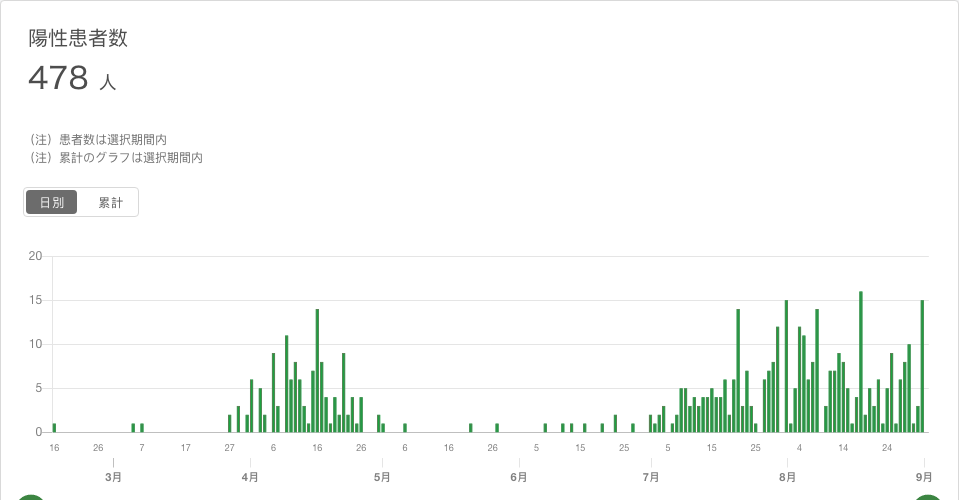 陽性患者数
478 人
（注）患者数は選択期間内
（注）累計のグラフは選択期間内
日別 累計
20
15
10
5
0
16 26 7 17 27 6 16 26 6 16 26 5 15 25 5 15 25 4 14 24
3月 4月 5月 6月 7月 8月 9月